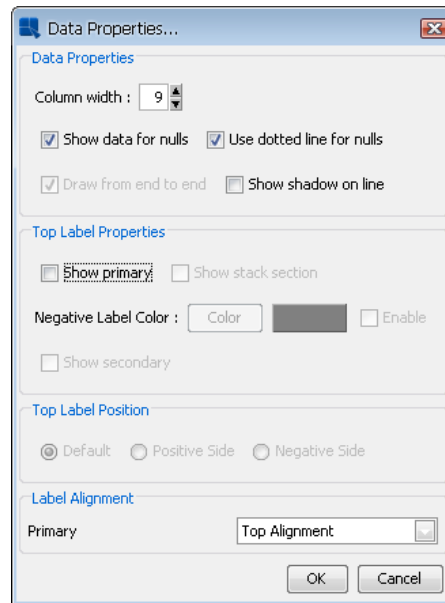 Data Properties...
Data Properties
Column width : 9
Show data for nulls Use dotted line for nulls
Draw from end to end Show shadow on line
Top Label Properties
Show primary Show stack section
Negative Label Color : Color Enable
Show secondary
Top Label Position
Default Positive Side Negative Side
Label Alignment
Primary Top Alignment
OK Cancel